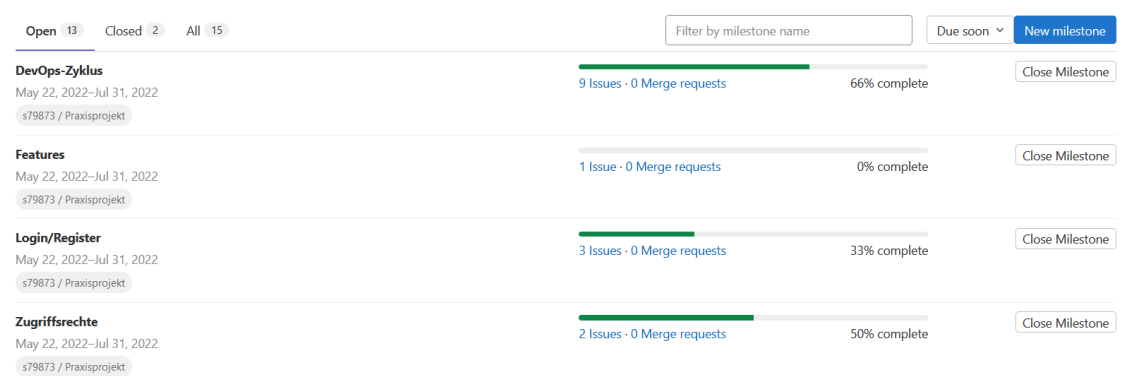 Open 13 Closed 2 All 15 Filter by milestone name Due soon New milestone
DevOps-Zyklus
May 22, 2022–Jul 31, 2022
s79873 / Praxisprojekt
9 Issues · 0 Merge requests 66% complete
Close Milestone
Features
May 22, 2022–Jul 31, 2022
s79873 / Praxisprojekt
1 Issue · 0 Merge requests 0% complete
Close Milestone
Login/Register
May 22, 2022–Jul 31, 2022
s79873 / Praxisprojekt
3 Issues · 0 Merge requests 33% complete
Close Milestone
Zugriffsrechte
May 22, 2022–Jul 31, 2022
s79873 / Praxisprojekt
2 Issues · 0 Merge requests 50% complete
Close Milestone